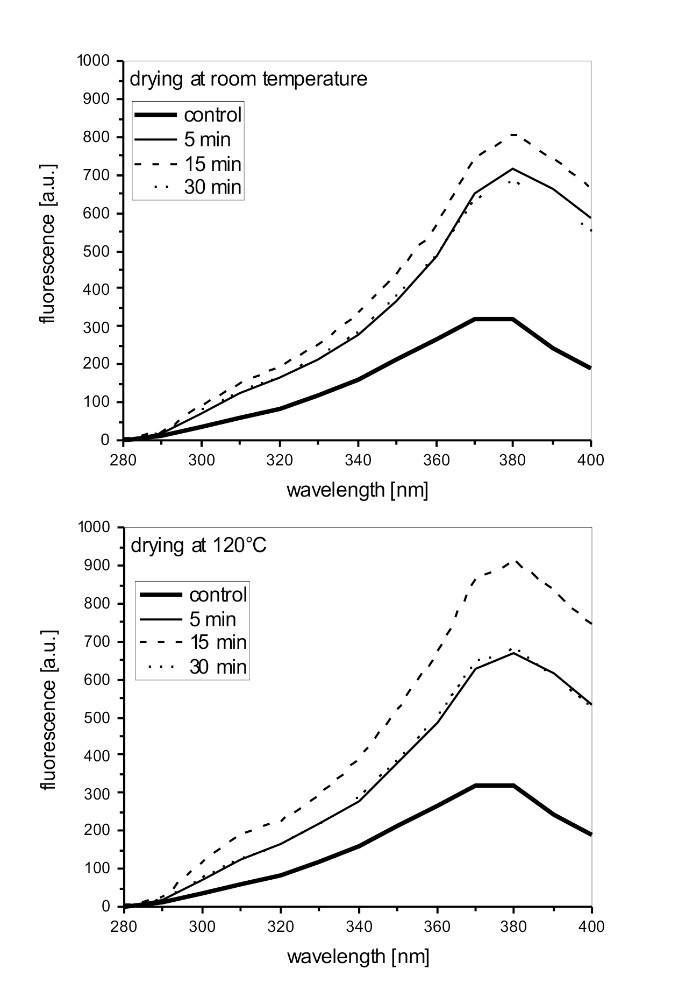 drying at room temperature
control
5 min
15 min
30 min
1000
900
800
700
600
500
400
300
200
100
0
fluorescence [a.u.]
280 300 320 340 360 380 400
wavelength [nm]
drying at 120°C
control
5 min
15 min
30 min
1000
900
800
700
600
500
400
300
200
100
0
fluorescence [a.u.]
280 300 320 340 360 380 400
wavelength [nm]